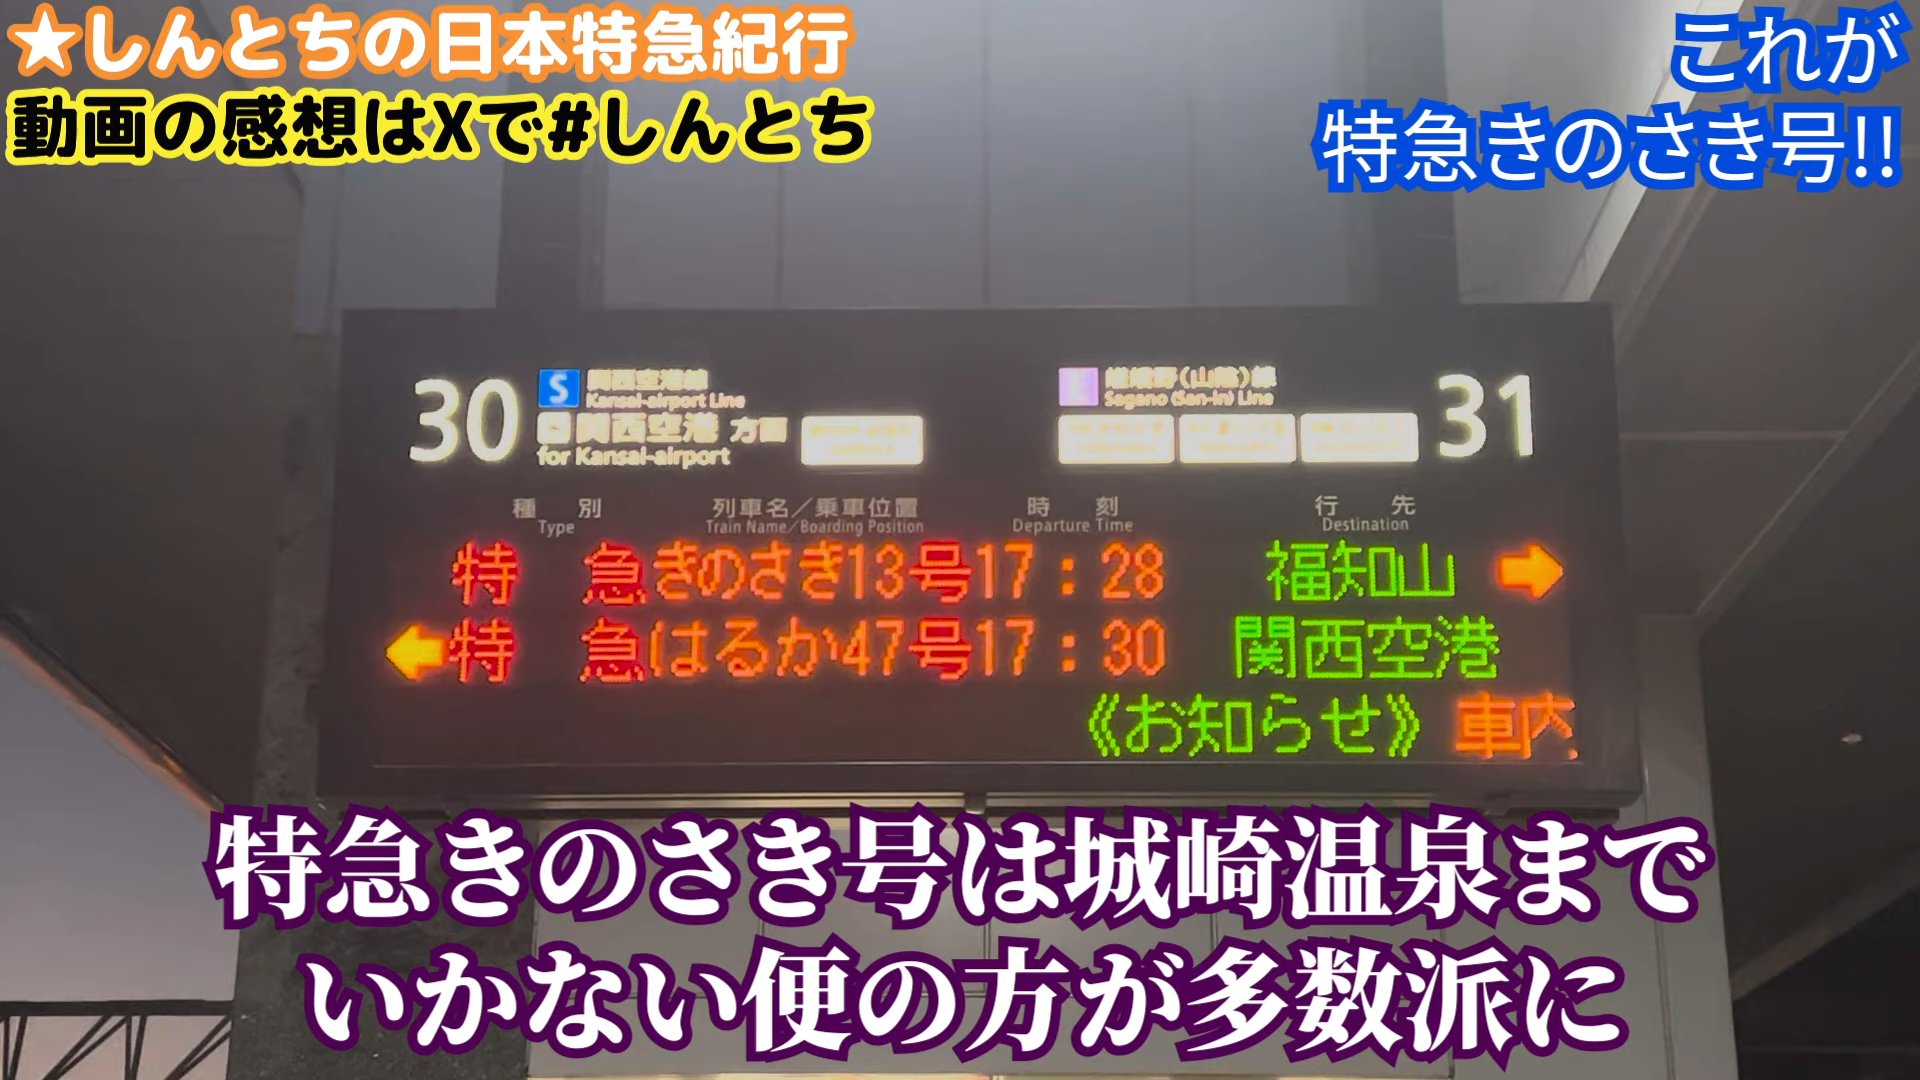 ★しんとちの日本特急紀行
動画の感想はXで#しんとち
これが
特急きのさき号!!
30
S 関西空港線
Kansai-airport Line
関西空港 方面
for Kansai-airport
E 嵯峨野(山陰)線
Sagano (San-in) Line
31
種別 列車名/乗車位置 時刻 行先
Type Train Name/Boarding Position Departure Time Destination
特 急きのさき13号17:28 福知山
特 急はるか47号17:30 関西空港
《お知らせ》 車内
特急きのさき号は城崎温泉まで
いかない便の方が多数派に